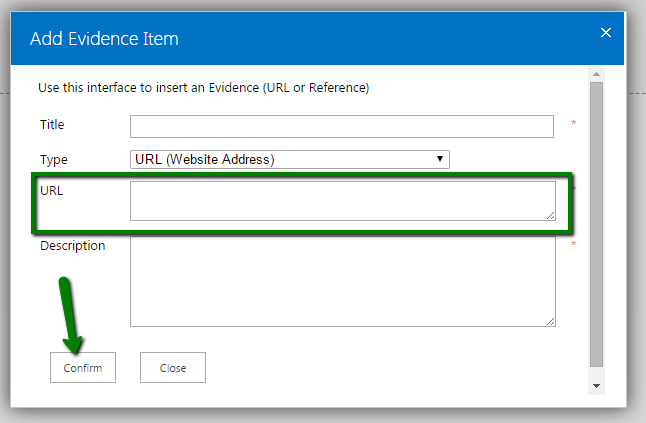 Add Evidence Item
Use this interface to insert an Evidence (URL or Reference)
Title *
Type URL (Website Address)
URL *
Description *
Confirm Close